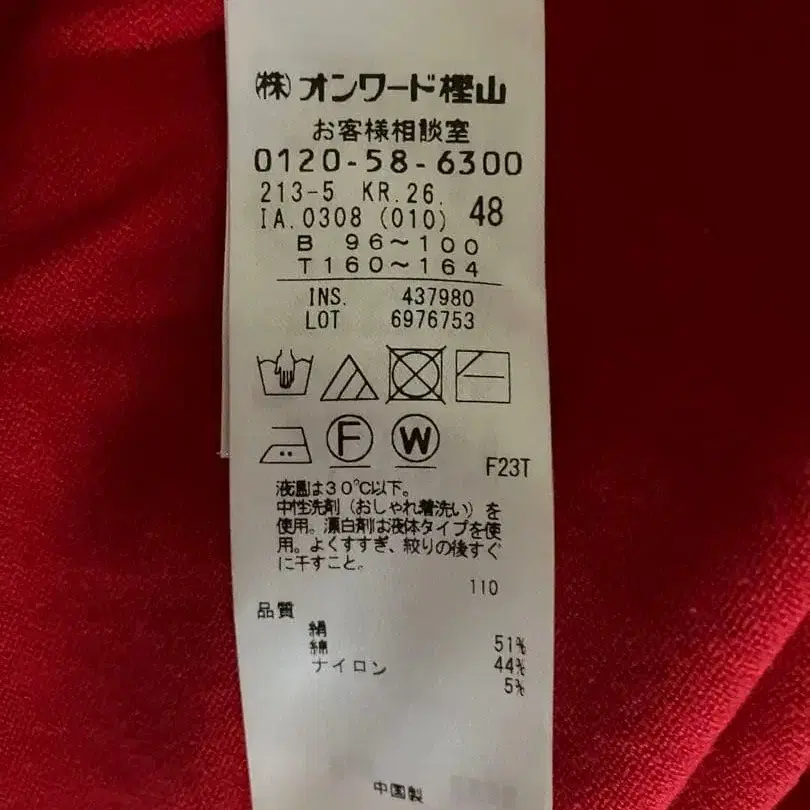 (株)オンワード樫山
お客様相談室
0120-58-6300
213-5 KR.26.
IA.0308 (010) 48
B 96～100
T160～164
INS. 437980
LOT 6976753
F W
F23T
液温は30℃以下。
中性洗剤(おしゃれ着洗い)を
使用。漂白剤は液体タイプを使
用。よくすすぎ、絞りの後すぐ
に干すこと。
110
品質
絹 51%
綿 44%
ナイロン 5%
中国製